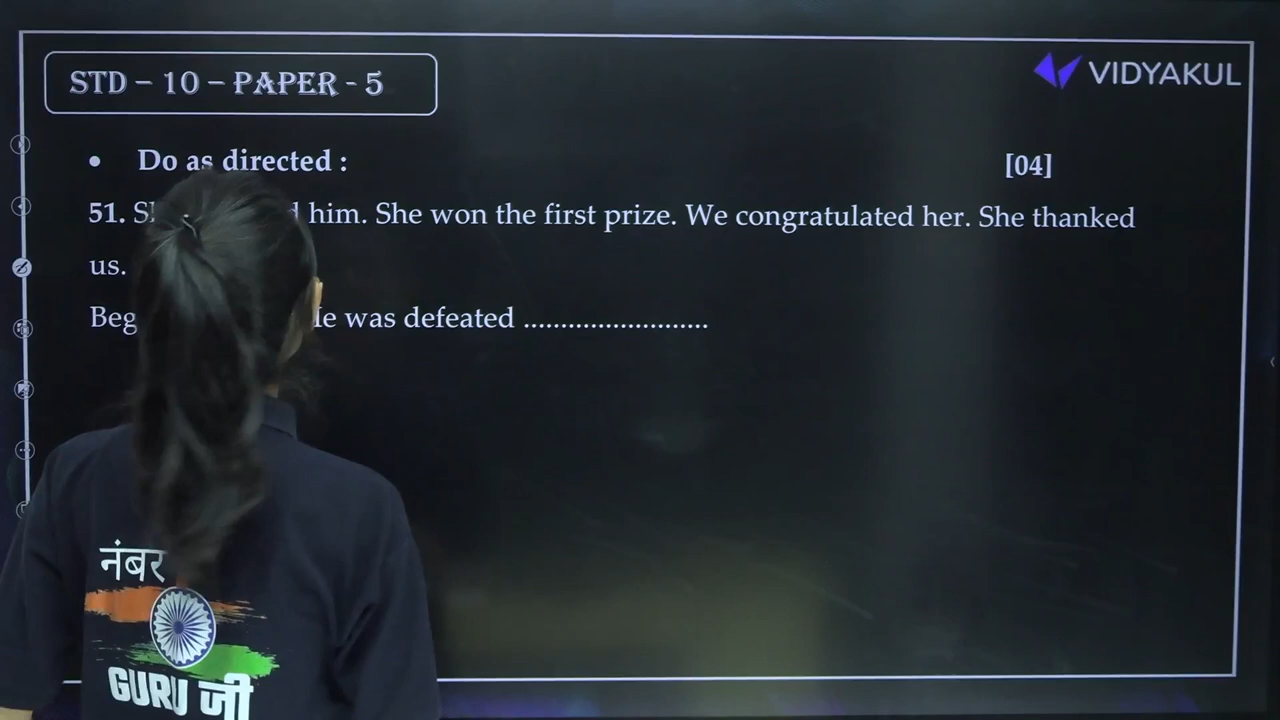 STD – 10 – PAPER - 5
VIDYAKUL
• Do as directed : [04]
51. him. She won the first prize. We congratulated her. She thanked
us.
He was defeated ........................
नंबर
GURU जी